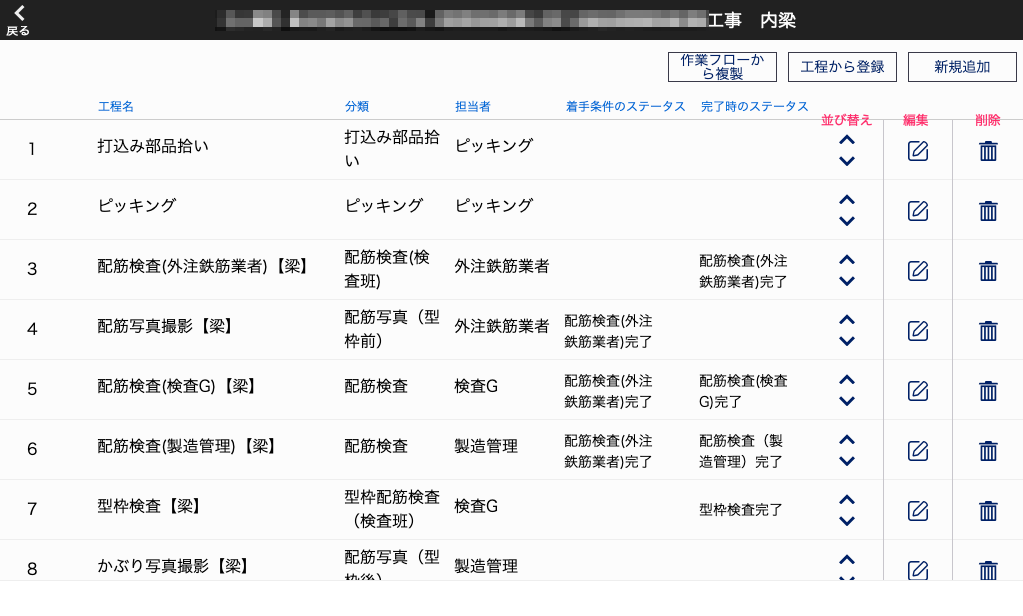 戻る
工事　内梁
作業フローから複製
工程から登録
新規追加
工程名 分類 担当者 着手条件のステータス 完了時のステータス 並び替え 編集 削除
1 打込み部品拾い 打込み部品拾い ピッキング
2 ピッキング ピッキング ピッキング
3 配筋検査(外注鉄筋業者)【梁】 配筋検査(検査班) 外注鉄筋業者 配筋検査(外注鉄筋業者)完了
4 配筋写真撮影【梁】 配筋写真（型枠前） 外注鉄筋業者 配筋検査(外注鉄筋業者)完了
5 配筋検査(検査G)【梁】 配筋検査 検査G 配筋検査(外注鉄筋業者)完了 配筋検査(検査G)完了
6 配筋検査(製造管理)【梁】 配筋検査 製造管理 配筋検査(外注鉄筋業者)完了 配筋検査（製造管理）完了
7 型枠検査【梁】 型枠配筋検査（検査班） 検査G 型枠検査完了
8 かぶり写真撮影【梁】 配筋写真（型枠後） 製造管理